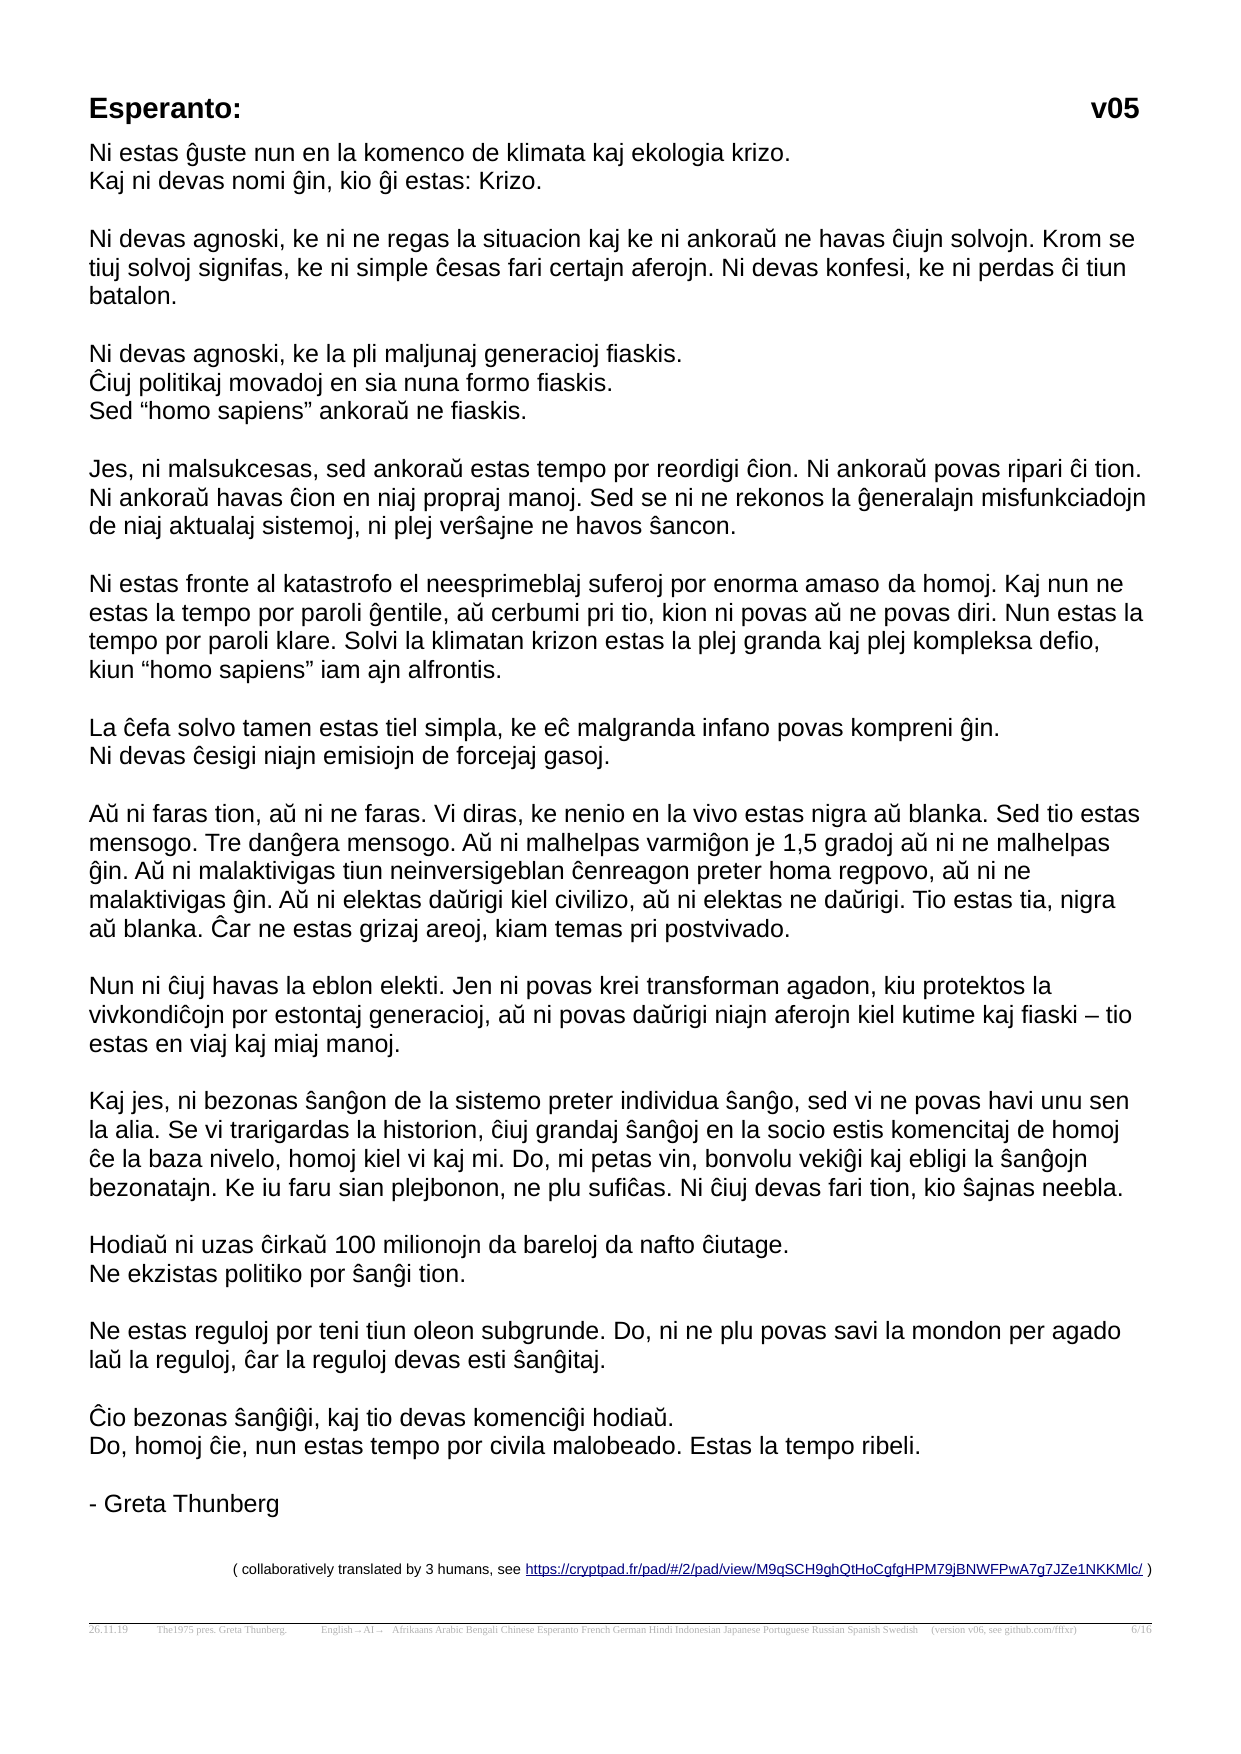 Esperanto: v05
Ni estas ĝuste nun en la komenco de klimata kaj ekologia krizo.
Kaj ni devas nomi ĝin, kio ĝi estas: Krizo.
Ni devas agnoski, ke ni ne regas la situacion kaj ke ni ankoraŭ ne havas ĉiujn solvojn. Krom se
tiuj solvoj signifas, ke ni simple ĉesas fari certajn aferojn. Ni devas konfesi, ke ni perdas ĉi tiun
batalon.
Ni devas agnoski, ke la pli maljunaj generacioj fiaskis.
Ĉiuj politikaj movadoj en sia nuna formo fiaskis.
Sed “homo sapiens” ankoraŭ ne fiaskis.
Jes, ni malsukcesas, sed ankoraŭ estas tempo por reordigi ĉion. Ni ankoraŭ povas ripari ĉi tion.
Ni ankoraŭ havas ĉion en niaj propraj manoj. Sed se ni ne rekonos la ĝeneralajn misfunkciadojn
de niaj aktualaj sistemoj, ni plej verŝajne ne havos ŝancon.
Ni estas fronte al katastrofo el neesprimeblaj suferoj por enorma amaso da homoj. Kaj nun ne
estas la tempo por paroli ĝentile, aŭ cerbumi pri tio, kion ni povas aŭ ne povas diri. Nun estas la
tempo por paroli klare. Solvi la klimatan krizon estas la plej granda kaj plej kompleksa defio,
kiun “homo sapiens” iam ajn alfrontis.
La ĉefa solvo tamen estas tiel simpla, ke eĉ malgranda infano povas kompreni ĝin.
Ni devas ĉesigi niajn emisiojn de forcejaj gasoj.
Aŭ ni faras tion, aŭ ni ne faras. Vi diras, ke nenio en la vivo estas nigra aŭ blanka. Sed tio estas
mensogo. Tre danĝera mensogo. Aŭ ni malhelpas varmiĝon je 1,5 gradoj aŭ ni ne malhelpas
ĝin. Aŭ ni malaktivigas tiun neinversigeblan ĉenreagon preter homa regpovo, aŭ ni ne
malaktivigas ĝin. Aŭ ni elektas daŭrigi kiel civilizo, aŭ ni elektas ne daŭrigi. Tio estas tia, nigra
aŭ blanka. Ĉar ne estas grizaj areoj, kiam temas pri postvivado.
Nun ni ĉiuj havas la eblon elekti. Jen ni povas krei transforman agadon, kiu protektos la
vivkondiĉojn por estontaj generacioj, aŭ ni povas daŭrigi niajn aferojn kiel kutime kaj fiaski – tio
estas en viaj kaj miaj manoj.
Kaj jes, ni bezonas ŝanĝon de la sistemo preter individua ŝanĝo, sed vi ne povas havi unu sen
la alia. Se vi trarigardas la historion, ĉiuj grandaj ŝanĝoj en la socio estis komencitaj de homoj
ĉe la baza nivelo, homoj kiel vi kaj mi. Do, mi petas vin, bonvolu vekiĝi kaj ebligi la ŝanĝojn
bezonatajn. Ke iu faru sian plejbonon, ne plu sufiĉas. Ni ĉiuj devas fari tion, kio ŝajnas neebla.
Hodiaŭ ni uzas ĉirkaŭ 100 milionojn da bareloj da nafto ĉiutage.
Ne ekzistas politiko por ŝanĝi tion.
Ne estas reguloj por teni tiun oleon subgrunde. Do, ni ne plu povas savi la mondon per agado
laŭ la reguloj, ĉar la reguloj devas esti ŝanĝitaj.
Ĉio bezonas ŝanĝiĝi, kaj tio devas komenciĝi hodiaŭ.
Do, homoj ĉie, nun estas tempo por civila malobeado. Estas la tempo ribeli.
- Greta Thunberg
( collaboratively translated by 3 humans, see https://cryptpad.fr/pad/#/2/pad/view/M9qSCH9ghQtHoCgfgHPM79jBNWFPwA7g7JZe1NKKMlc/ )
26.11.19 The1975 pres. Greta Thunberg. English→AI→ Afrikaans Arabic Bengali Chinese Esperanto French German Hindi Indonesian Japanese Portuguese Russian Spanish Swedish (version v06, see github.com/fffxr) 6/16